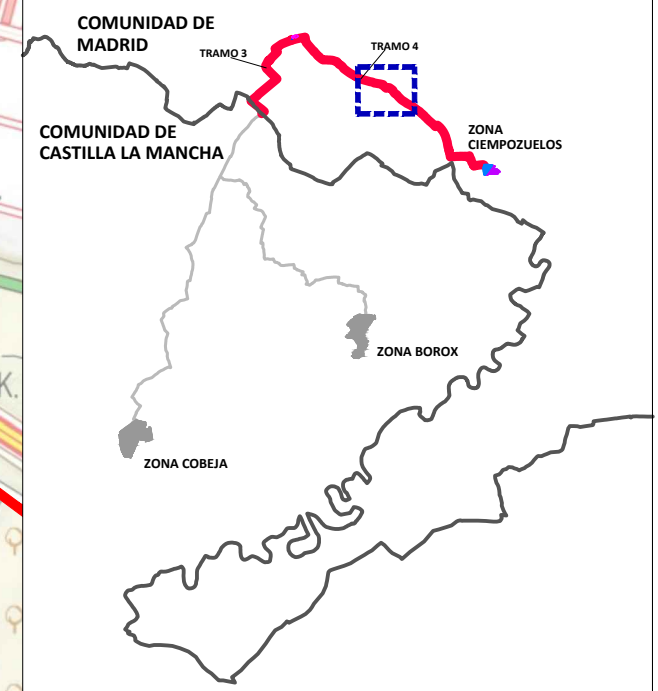 COMUNIDAD DE
MADRID
TRAMO 3
TRAMO 4
COMUNIDAD DE
CASTILLA LA MANCHA
ZONA
CIEMPOZUELOS
K.
ZONA BOROX
ZONA COBEJA